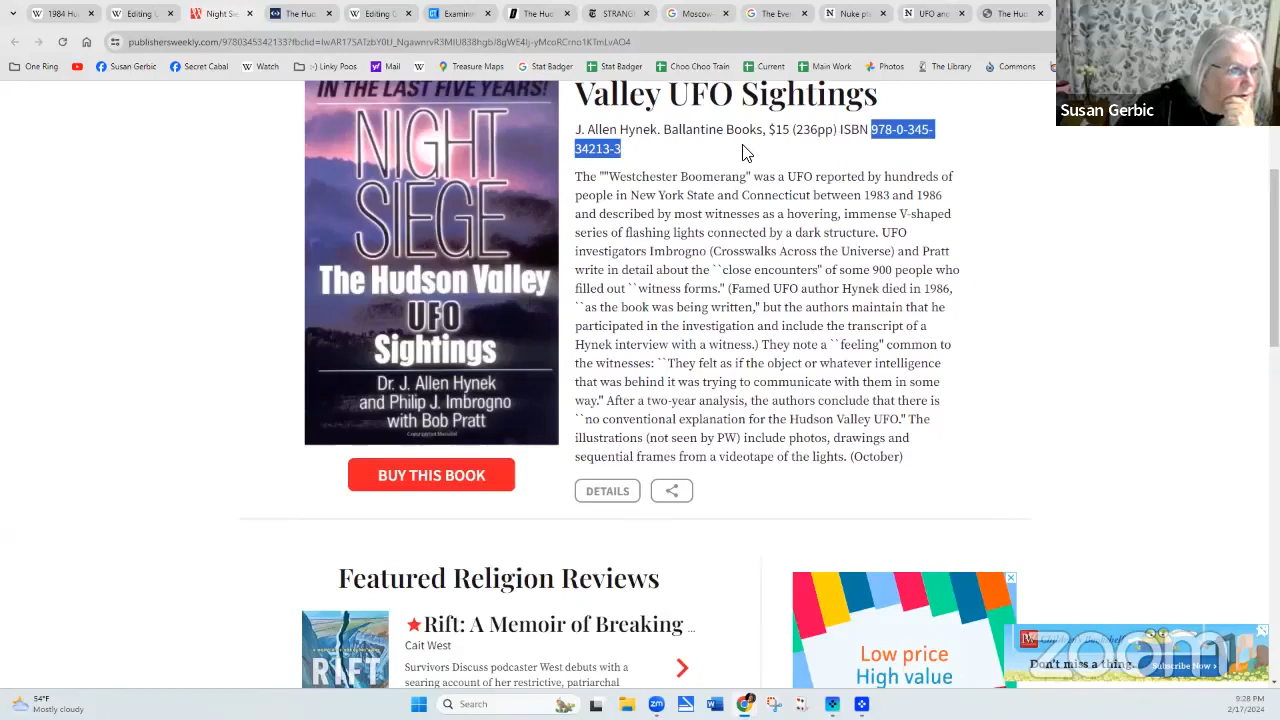 1984 Hu
Night Se
The Hud
Writing E
Examine
The Hud
STRANG
Moscow
The Ever
Nuke pla
UFO and
The Hud
publishersweekly.com/9780345342133?fbclid=
One Ring
Susan Gerbic
Secret Cabal
Watch
:-) Linky Poos
Mail
Treasure Maps
Stat Badger
Stat Badger
Choo Choo Train
Current
Main Work
Photos
The Library
Commons
Susan Gerbic
IN THE LAST FIVE YEARS!
NIGHT
SIEGE
The Hudson Valley
UFO
Sightings
Dr. J. Allen Hynek
and Philip J. Imbrogno
with Bob Pratt
Copyrighted Material
BUY THIS BOOK
Valley UFO Sightings
J. Allen Hynek. Ballantine Books, $15 (236pp) ISBN 978-0-345-
34213-3
The ""Westchester Boomerang" was a UFO reported by hundreds of
people in New York State and Connecticut between 1983 and 1986
and described by most witnesses as a hovering, immense V-shaped
series of flashing lights connected by a dark structure. UFO
investigators Imbrogno (Crosswalks Across the Universe) and Pratt
write in detail about the ``close encounters" of some 900 people who
filled out ``witness forms." (Famed UFO author Hynek died in 1986,
``as the book was being written," but the authors maintain that he
participated in the investigation and include the transcript of a
Hynek interview with a witness.) They note a ``feeling" common to
the witnesses: ``They felt as if the object or whatever intelligence
that was behind it was trying to communicate with them in some
way." After a two-year analysis, the authors conclude that there is
``no conventional explanation for the Hudson Valley UFO." The
illustrations (not seen by PW) include photos, drawings and
sequential frames from a videotape of the lights. (October)
DETAILS
Featured Religion Reviews
Rift: A Memoir of Breaking ...
Cait West
Survivors Discuss podcaster West debuts with a
searing account of her restrictive, patriarchal
RIFT
Low price
High value
Children's Bookshelf
Don't miss a thing.
Subscribe Now »
zoom
54°F
Mostly cloudy
Search
9:28 PM
2/17/2024